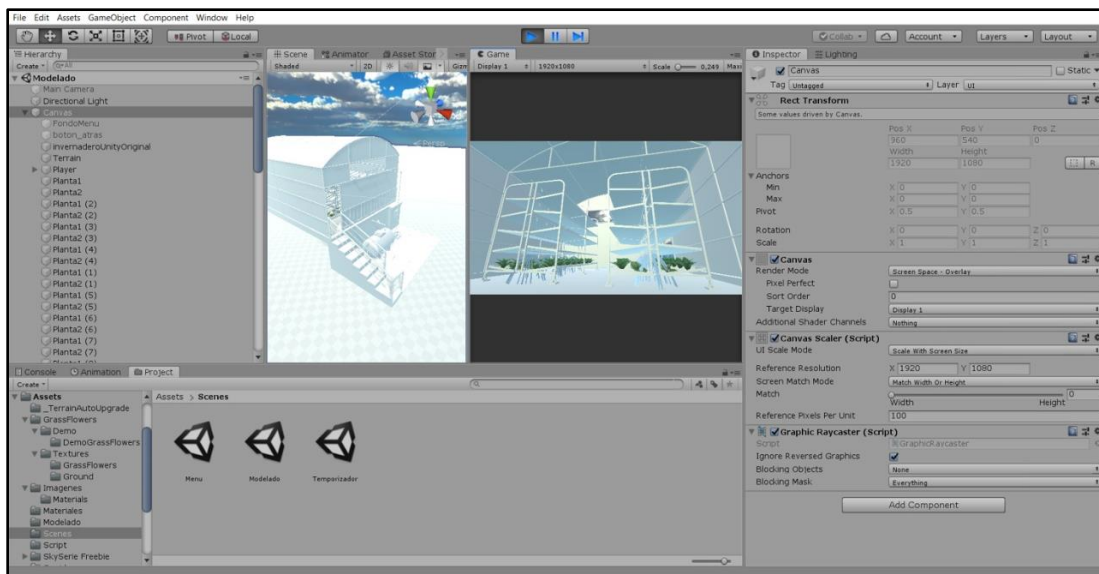 File Edit Assets GameObject Component Window Help
Pivot Local
Collab Account Layers Layout
Hierarchy
Create All
Modelado
Main Camera
Directional Light
Canvas
FondoMenu
boton_atras
invernaderoUnityOriginal
Terrain
Player
Planta1
Planta2
Planta1 (2)
Planta2 (2)
Planta1 (3)
Planta2 (3)
Planta1 (4)
Planta2 (4)
Planta1 (1)
Planta2 (1)
Planta1 (5)
Planta2 (5)
Planta1 (6)
Planta2 (6)
Planta1 (7)
Planta2 (7)
Scene Animator Asset Stor
Shaded 2D Gizm
Persp
Game
Display 1 1920x1080 Scale 0,249 Maxi
Inspector Lighting
Canvas Static
Tag Untagged Layer UI
Rect Transform
Some values driven by Canvas.
Pos X Pos Y Pos Z
960 540 0
Width Height
1920 1080
R
Anchors
Min X 0 Y 0
Max X 0 Y 0
Pivot X 0.5 Y 0.5
Rotation X 0 Y 0 Z 0
Scale X 1 Y 1 Z 1
Canvas
Render Mode Screen Space - Overlay
Pixel Perfect
Sort Order 0
Target Display Display 1
Additional Shader Channels Nothing
Canvas Scaler (Script)
UI Scale Mode Scale With Screen Size
Reference Resolution X 1920 Y 1080
Screen Match Mode Match Width Or Height
Match 0
Width Height
Reference Pixels Per Unit 100
Graphic Raycaster (Script)
Script GraphicRaycaster
Ignore Reversed Graphics
Blocking Objects None
Blocking Mask Everything
Add Component
Console Animation Project
Create
Assets
_TerrainAutoUpgrade
GrassFlowers
Demo
DemoGrassFlowers
Textures
GrassFlowers
Ground
Imagenes
Materials
Materiales
Modelado
Scenes
Script
SkySerie Freebie
Assets > Scenes
Menu Modelado Temporizador